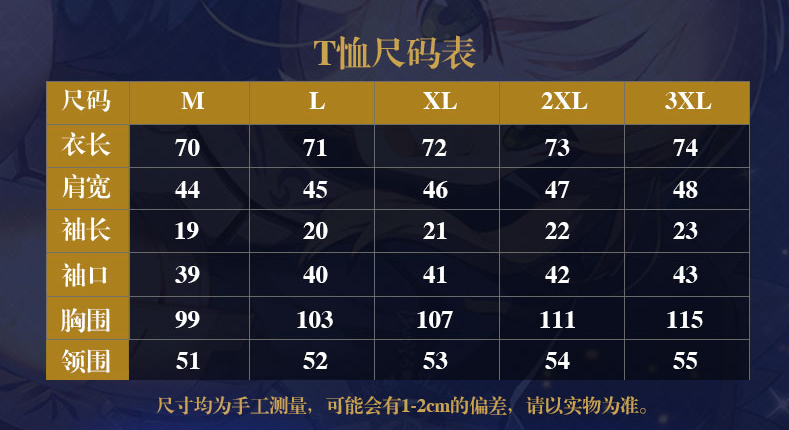 T恤尺码表
尺码 M L XL 2XL 3XL
衣长 70 71 72 73 74
肩宽 44 45 46 47 48
袖长 19 20 21 22 23
袖口 39 40 41 42 43
胸围 99 103 107 111 115
领围 51 52 53 54 55
尺寸均为手工测量，可能会有1-2cm的偏差，请以实物为准。